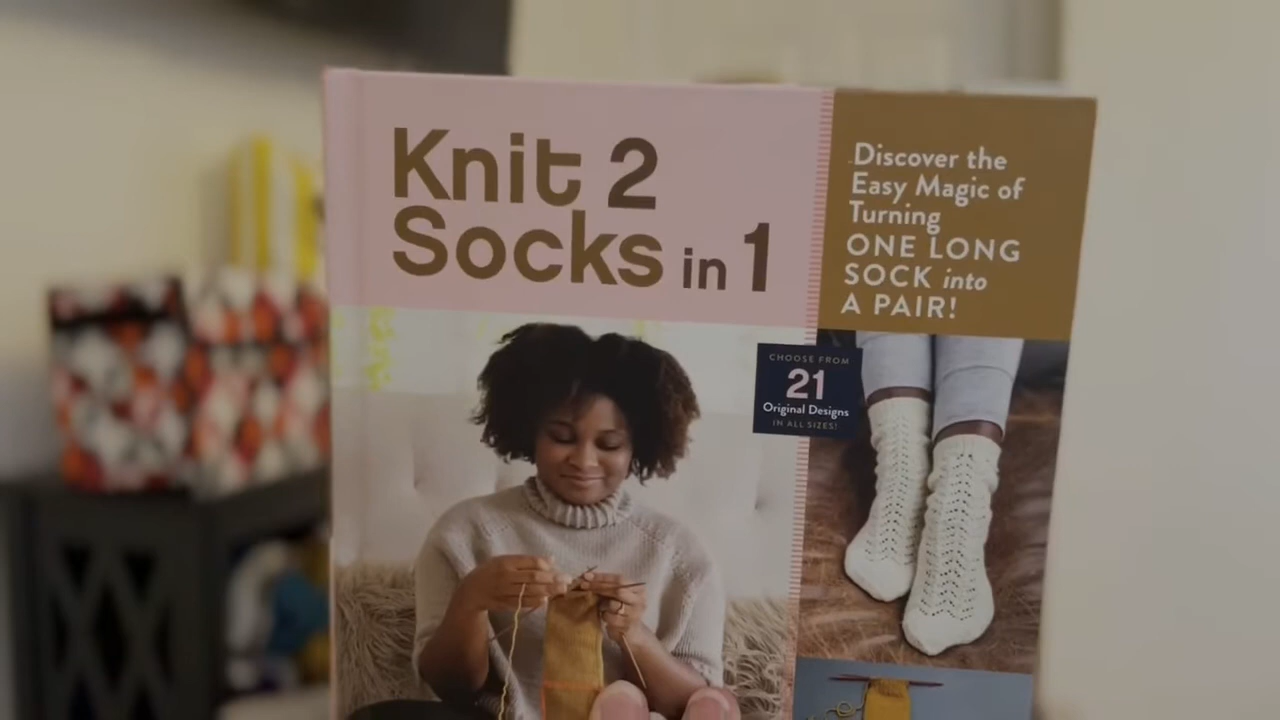 Knit 2
Socks in 1
Discover the
Easy Magic of
Turning
ONE LONG
SOCK into
A PAIR!
CHOOSE FROM
21
Original Designs
IN ALL SIZES!